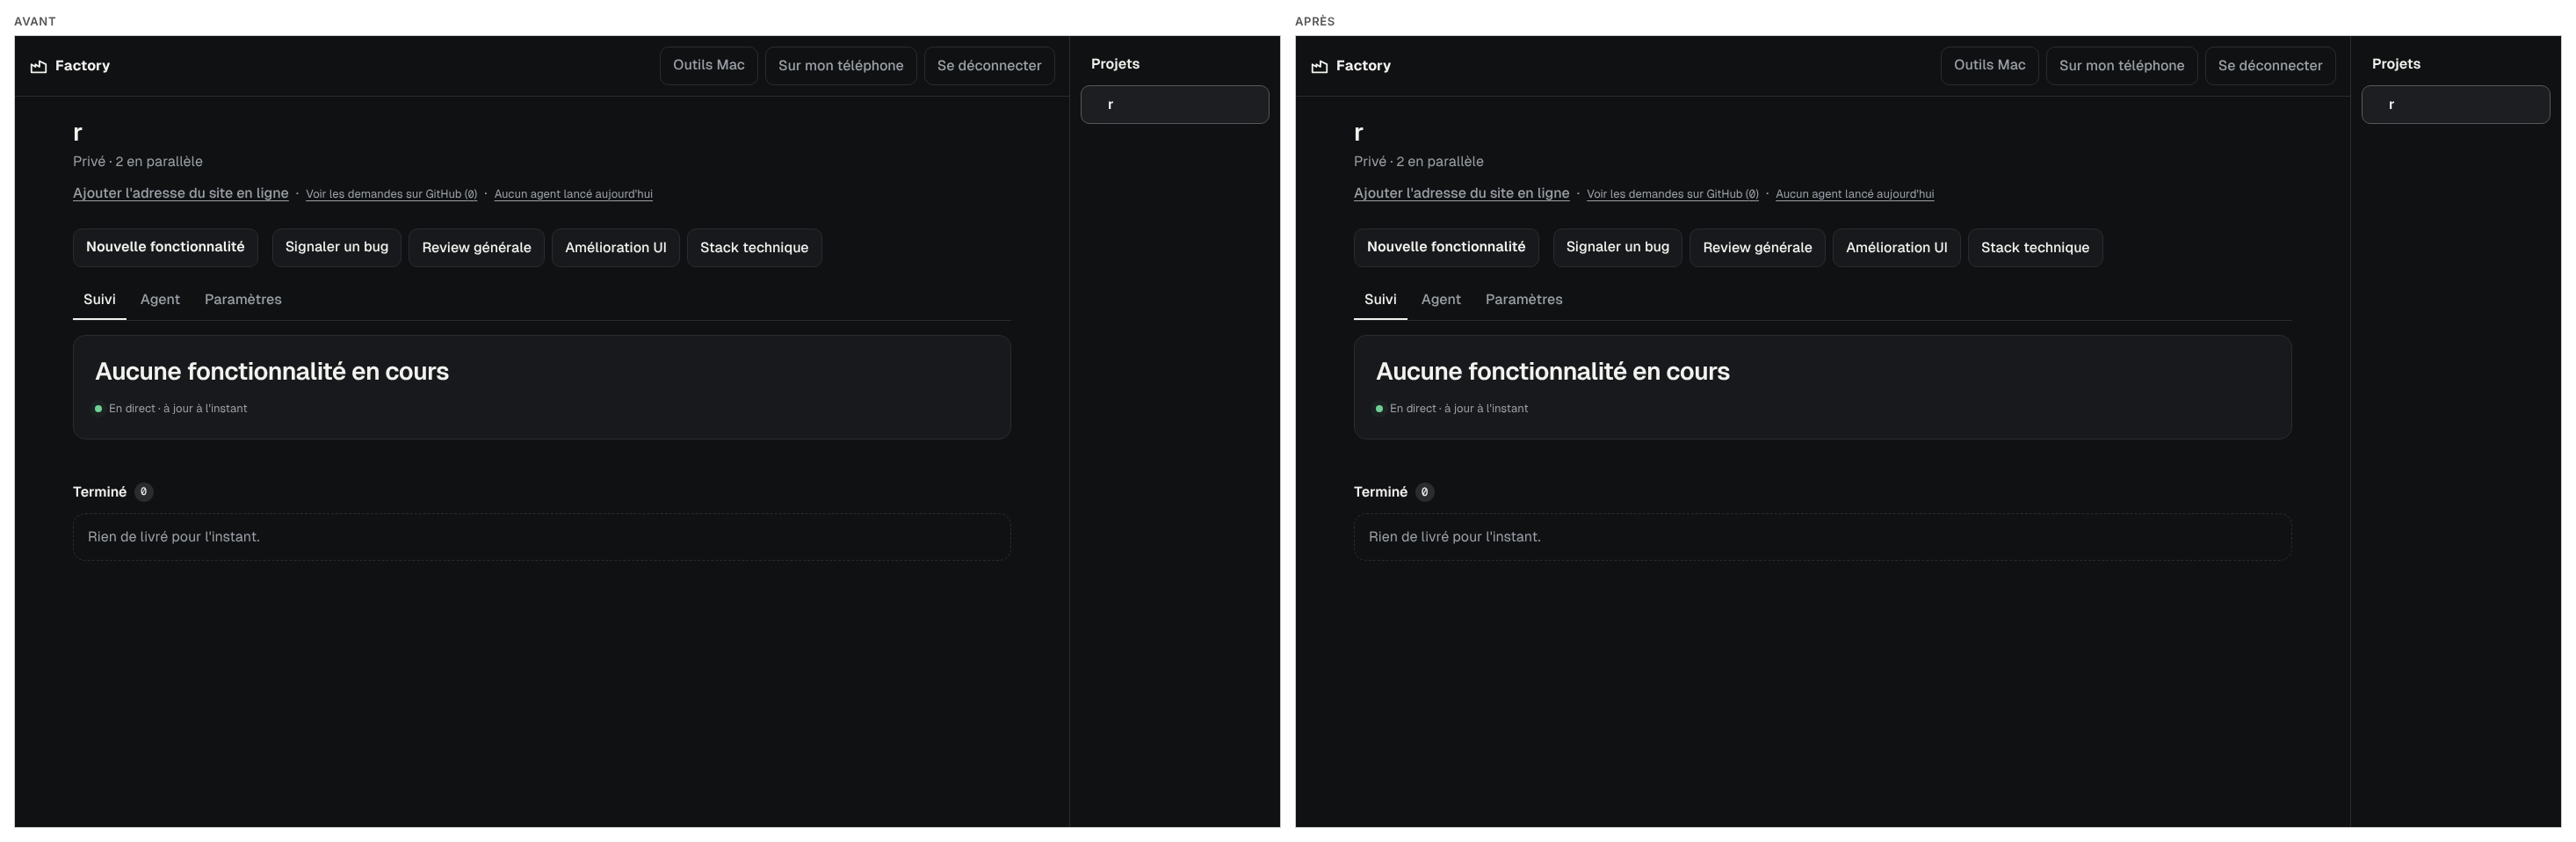 AVANT
Factory
Outils Mac
Sur mon téléphone
Se déconnecter
Projets
r
r
Privé · 2 en parallèle
Ajouter l'adresse du site en ligne · Voir les demandes sur GitHub (0) · Aucun agent lancé aujourd'hui
Nouvelle fonctionnalité
Signaler un bug
Review générale
Amélioration UI
Stack technique
Suivi
Agent
Paramètres
Aucune fonctionnalité en cours
En direct · à jour à l'instant
Terminé 0
Rien de livré pour l'instant.
APRÈS
Factory
Outils Mac
Sur mon téléphone
Se déconnecter
Projets
r
r
Privé · 2 en parallèle
Ajouter l'adresse du site en ligne · Voir les demandes sur GitHub (0) · Aucun agent lancé aujourd'hui
Nouvelle fonctionnalité
Signaler un bug
Review générale
Amélioration UI
Stack technique
Suivi
Agent
Paramètres
Aucune fonctionnalité en cours
En direct · à jour à l'instant
Terminé 0
Rien de livré pour l'instant.